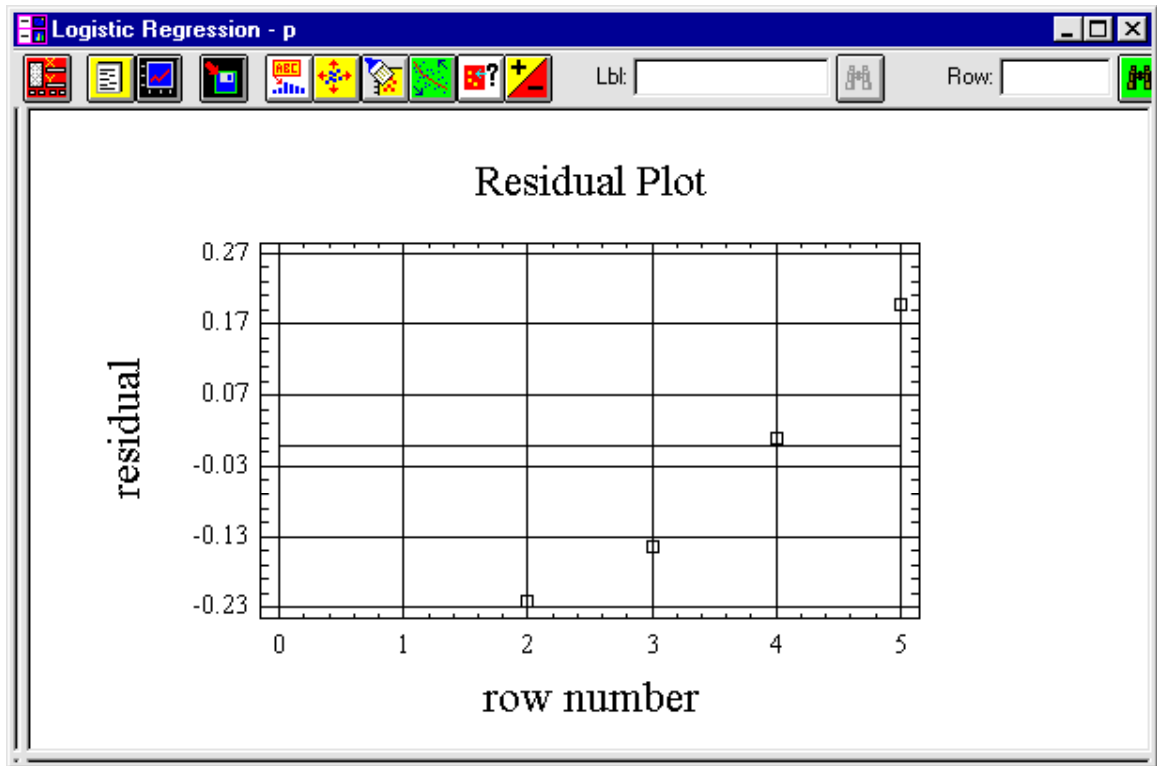 Logistic Regression - p
ABC
?
Lbl:
Row:
Residual Plot
0.27
0.17
0.07
-0.03
-0.13
-0.23
residual
0 1 2 3 4 5
row number